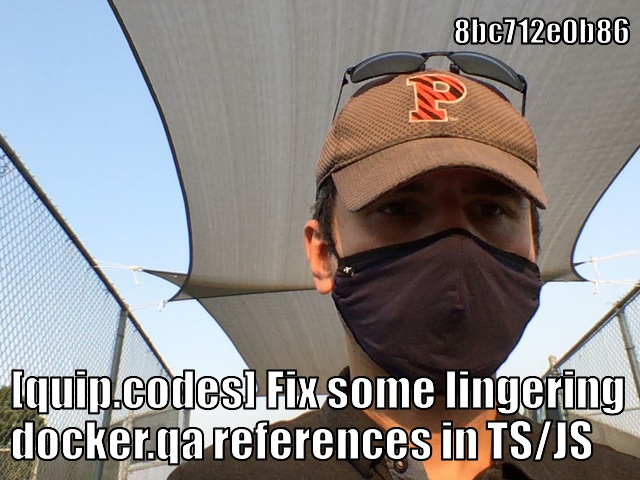 8bc712e0b86
P
[quip.codes] Fix some lingering
docker.qa references in TS/JS